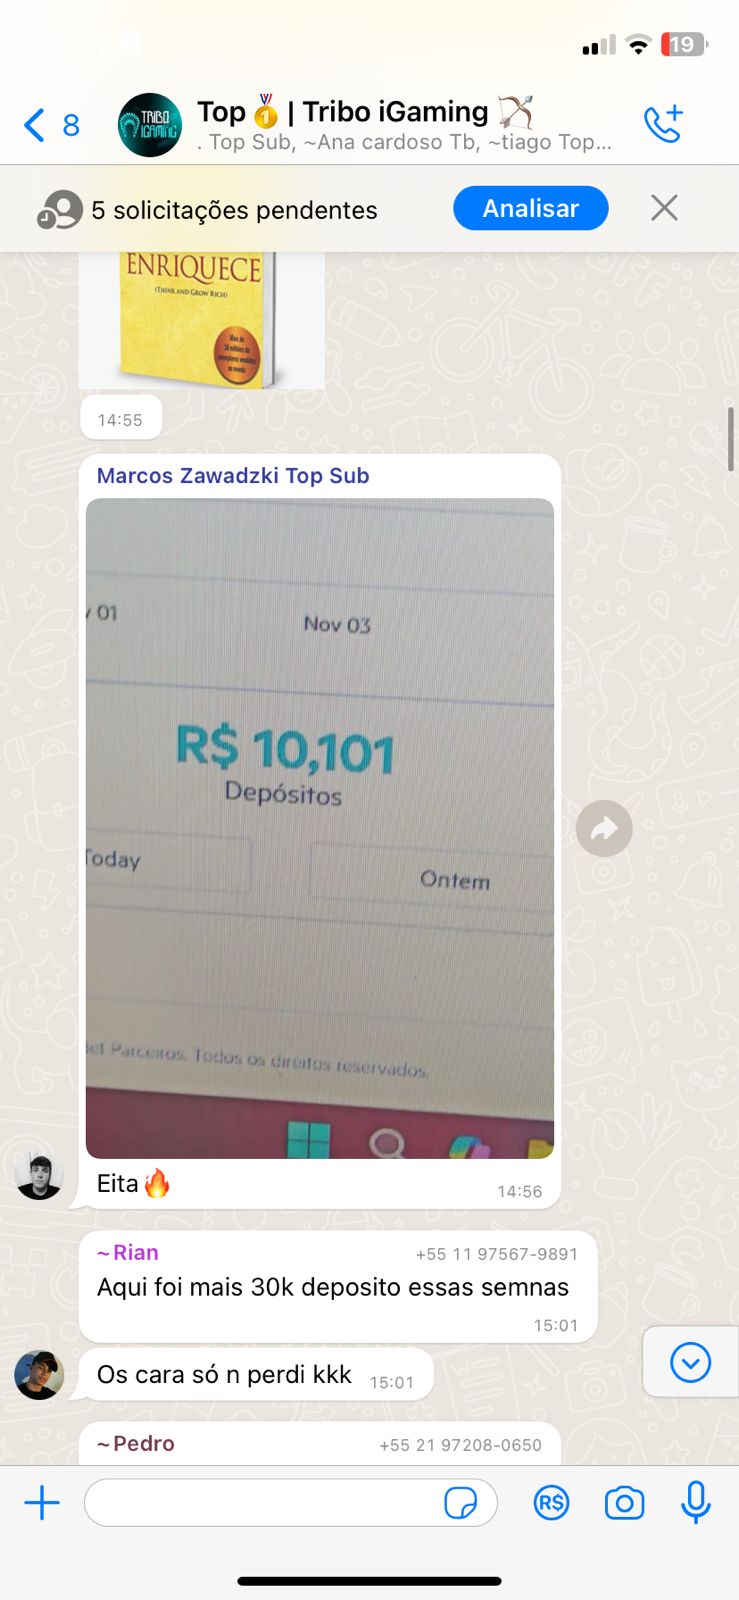 11:32
19
8
TRIBO
IGAMING
Top🥇 | Tribo iGaming 🏹
. Top Sub, ~Ana cardoso Tb, ~tiago Top...
5 solicitações pendentes
Analisar
ENRIQUECE
(THINK AND GROW RICH)
Mais de
30 milhões de
exemplares vendidos
no mundo
14:55
Marcos Zawadzki Top Sub
v 01
Nov 03
R$ 10,101
Depósitos
Today
Ontem
Bet Parceiros. Todos os direitos reservados.
Eita🔥
14:56
~Rian
+55 11 97567-9891
Aqui foi mais 30k deposito essas semnas
15:01
Os cara só n perdi kkk
15:01
~Pedro
+55 21 97208-0650
R$